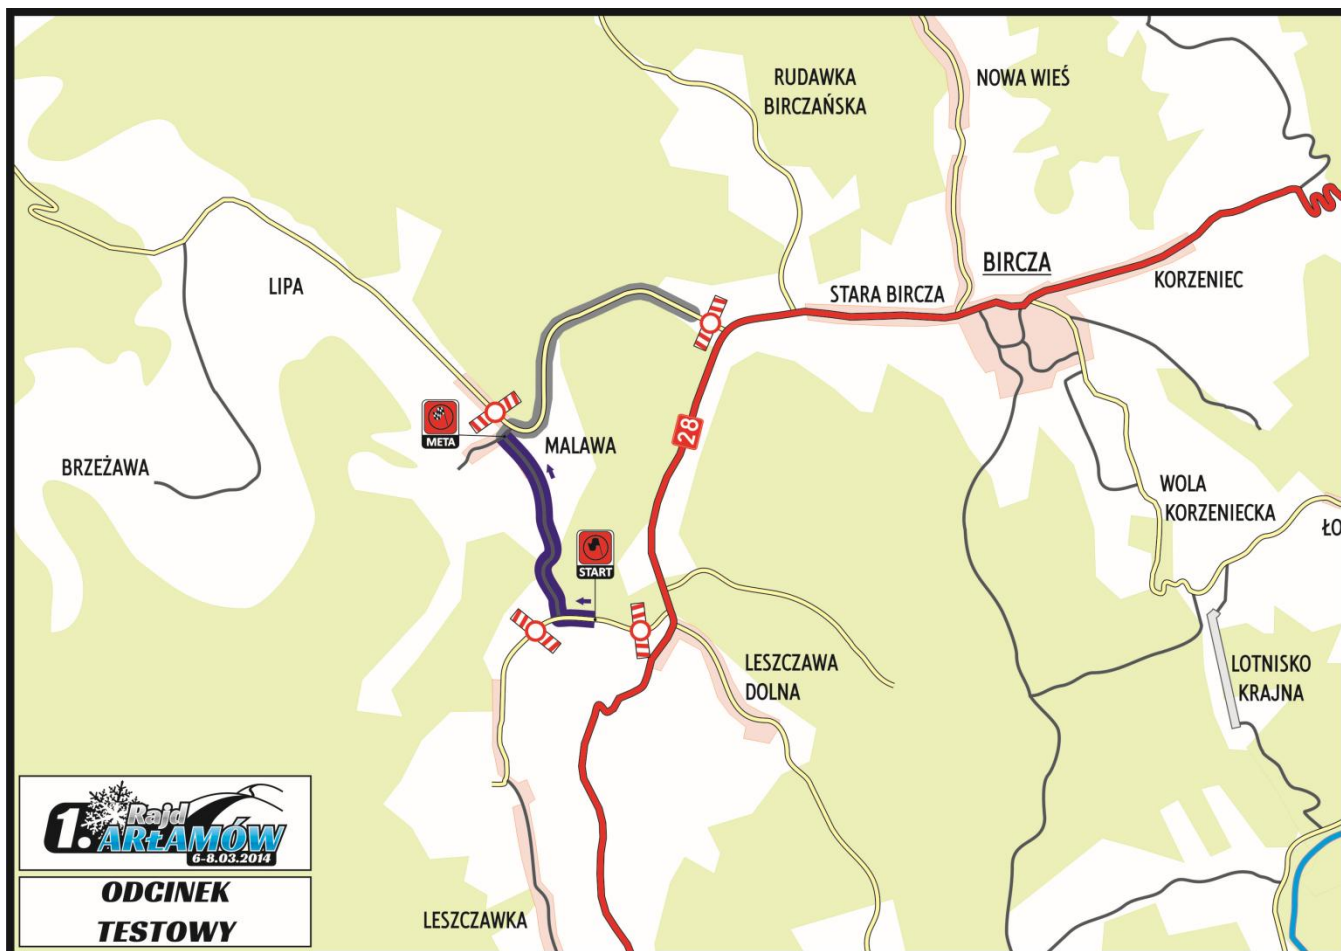 RUDAWKA
BIRCZAŃSKA
NOWA WIEŚ
BIRCZA
LIPA
STARA BIRCZA
KORZENIEC
META
28
MALAWA
BRZEŻAWA
WOLA
KORZENIECKA
ŁO
START
LESZCZAWA
DOLNA
LOTNISKO
KRAJNA
1. Rajd
ARŁAMÓW
6-8.03.2014
ODCINEK
TESTOWY
LESZCZAWKA